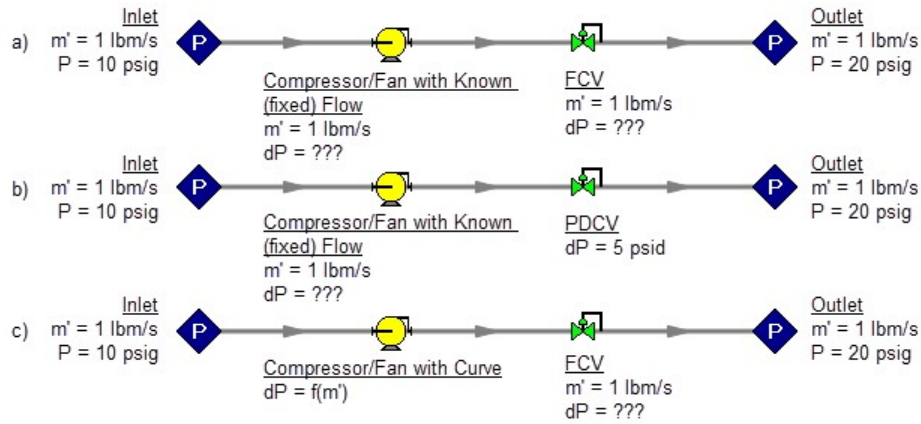 Inlet
a) m' = 1 lbm/s
P = 10 psig
P
P
Outlet
m' = 1 lbm/s
P = 20 psig
Compressor/Fan with Known
(fixed) Flow
m' = 1 lbm/s
dP = ???
FCV
m' = 1 lbm/s
dP = ???
Inlet
b) m' = 1 lbm/s
P = 10 psig
P
P
Outlet
m' = 1 lbm/s
P = 20 psig
Compressor/Fan with Known
(fixed) Flow
m' = 1 lbm/s
dP = ???
PDCV
dP = 5 psid
Inlet
c) m' = 1 lbm/s
P = 10 psig
P
P
Outlet
m' = 1 lbm/s
P = 20 psig
Compressor/Fan with Curve
dP = f(m')
FCV
m' = 1 lbm/s
dP = ???